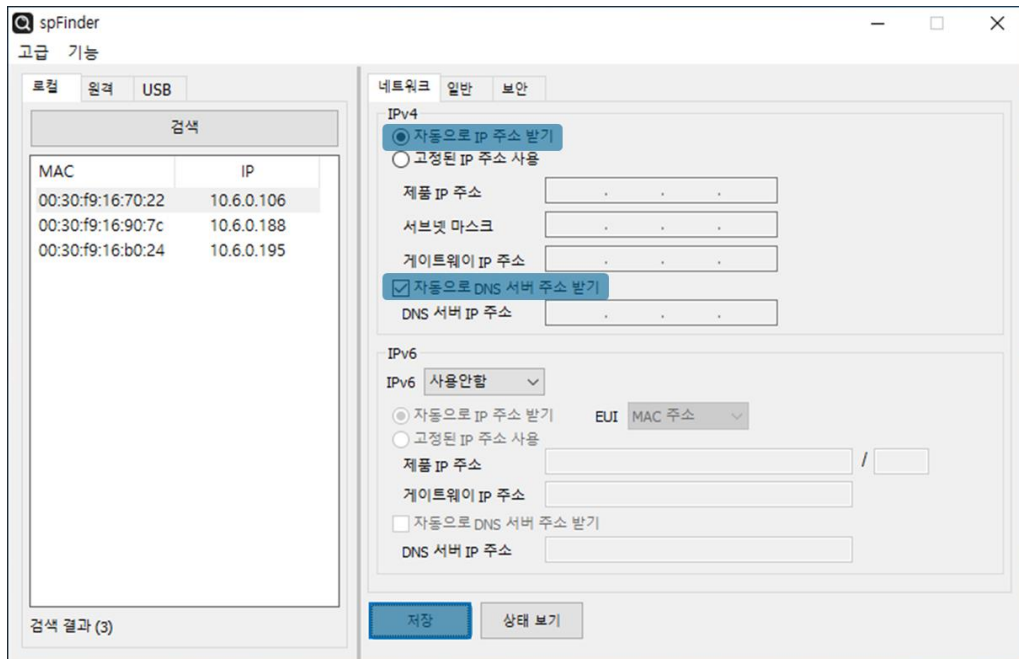 spFinder
고급 기능
로컬 원격 USB
검색
MAC IP
00:30:f9:16:70:22 10.6.0.106
00:30:f9:16:90:7c 10.6.0.188
00:30:f9:16:b0:24 10.6.0.195
검색 결과 (3)
네트워크 일반 보안
IPv4
자동으로 IP 주소 받기
고정된 IP 주소 사용
제품 IP 주소 . . .
서브넷 마스크 . . .
게이트웨이 IP 주소 . . .
자동으로 DNS 서버 주소 받기
DNS 서버 IP 주소 . . .
IPv6
IPv6 사용안함
자동으로 IP 주소 받기 EUI MAC 주소
고정된 IP 주소 사용
제품 IP 주소 /
게이트웨이 IP 주소
자동으로 DNS 서버 주소 받기
DNS 서버 IP 주소
저장 상태 보기